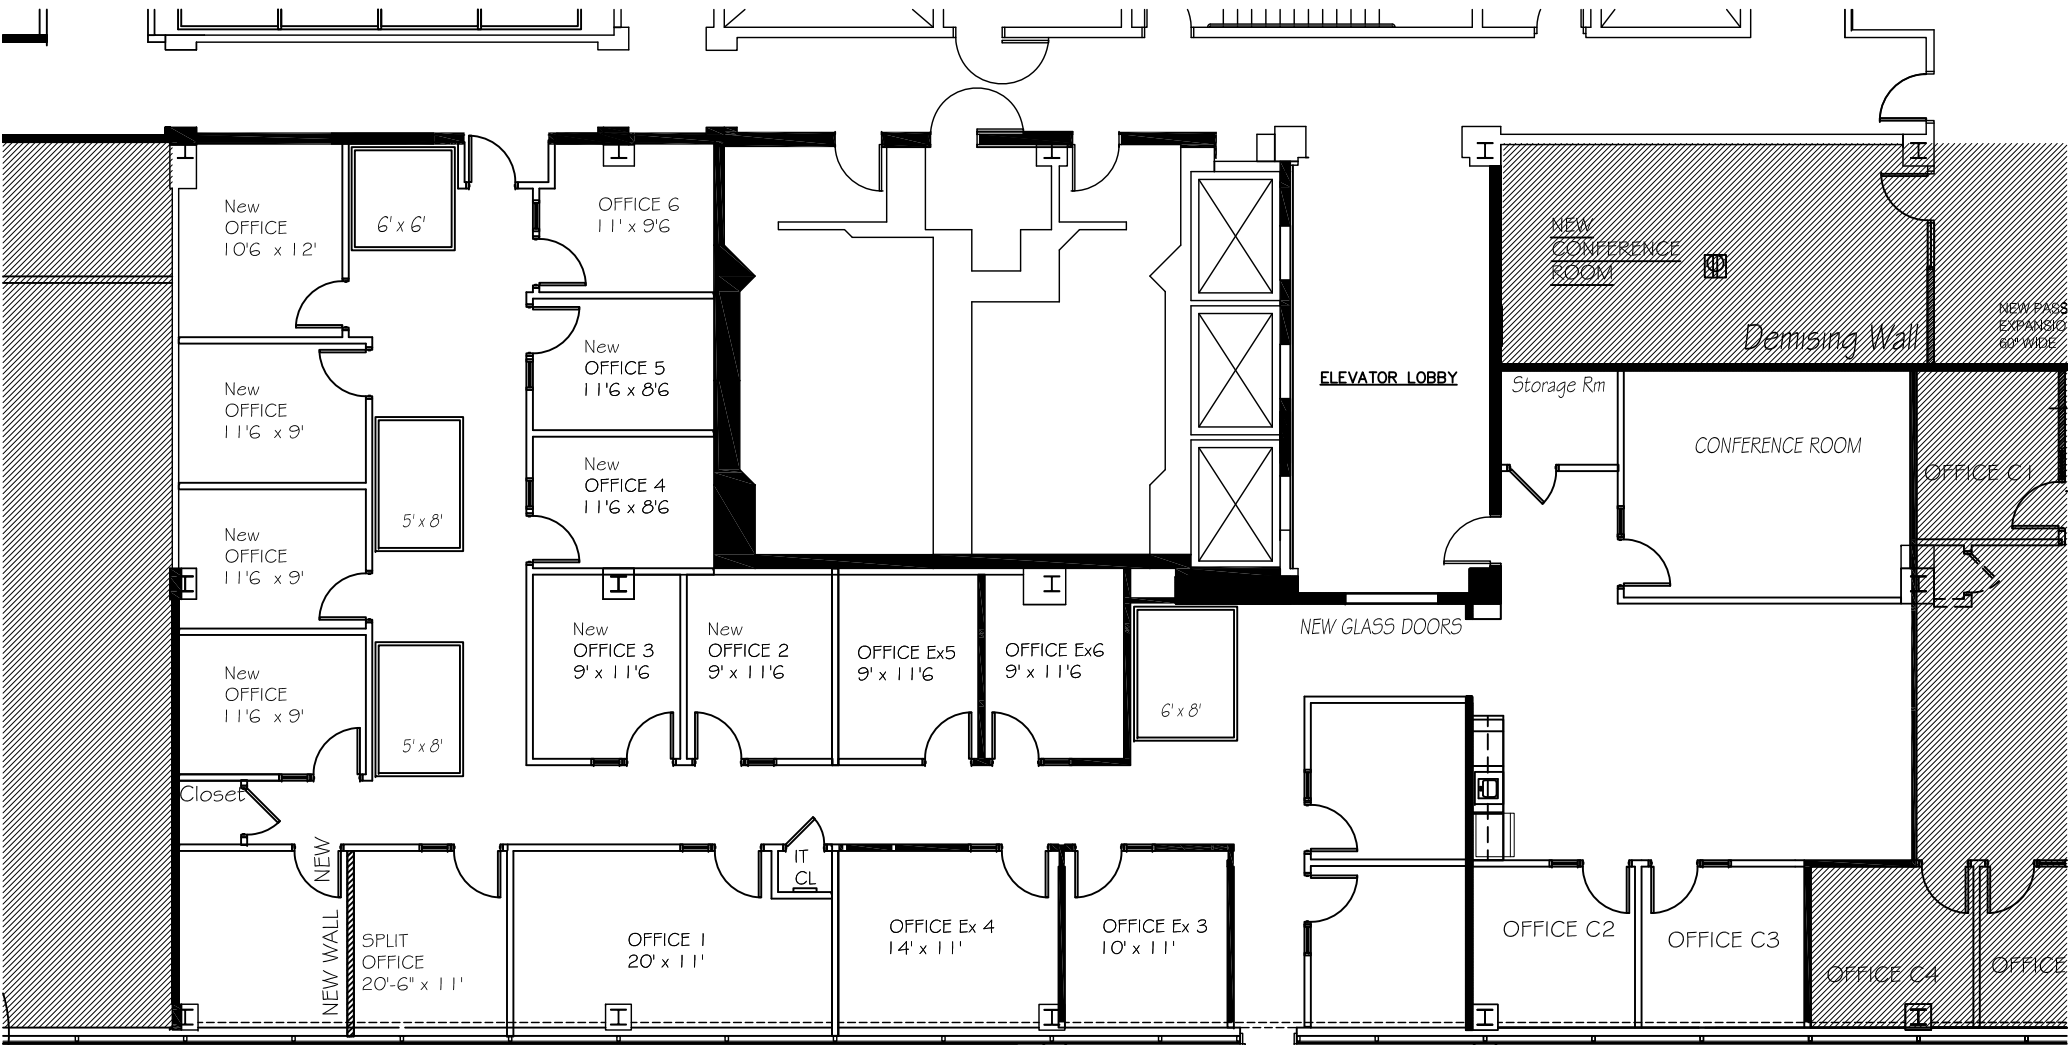 New
OFFICE
10'6 x 12'
6' x 6'
OFFICE 6
11' x 9'6
NEW
CONFERENCE
ROOM
NEW PASS
EXPANSIO
60" WIDE
Demising Wall
New
OFFICE 5
11'6 x 8'6
ELEVATOR LOBBY
Storage Rm
New
OFFICE
11'6 x 9'
CONFERENCE ROOM
OFFICE C1
New
OFFICE 4
11'6 x 8'6
5' x 8'
New
OFFICE
11'6 x 9'
New
OFFICE 3
9' x 11'6
New
OFFICE 2
9' x 11'6
OFFICE Ex5
9' x 11'6
OFFICE Ex6
9' x 11'6
NEW GLASS DOORS
New
OFFICE
11'6 x 9'
6' x 8'
5' x 8'
Closet
NEW
NEW WALL
IT
CL
SPLIT
OFFICE
20'-6" x 11'
OFFICE 1
20' x 11'
OFFICE Ex 4
14' x 11'
OFFICE Ex 3
10' x 11'
OFFICE C2
OFFICE C3
OFFICE C4
OFFICE